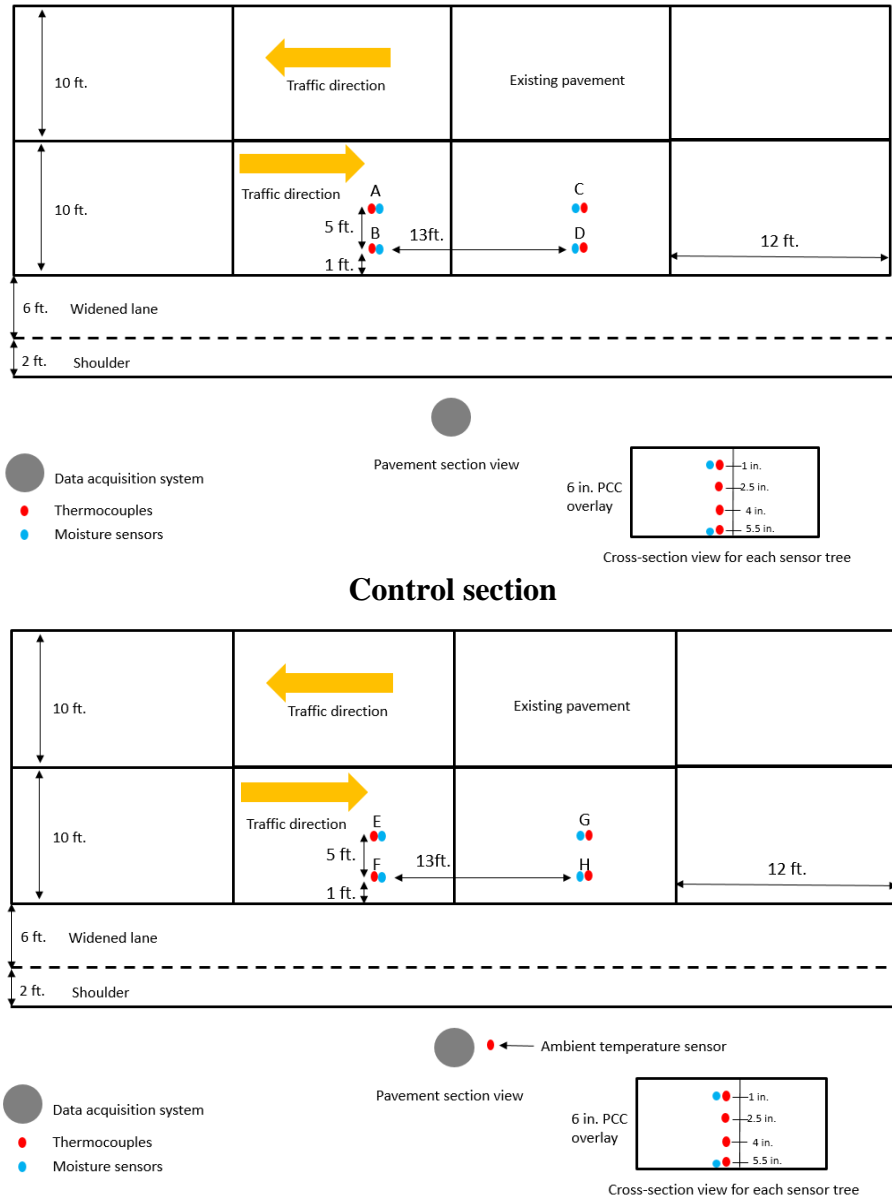 10 ft.
Traffic direction
Existing pavement
10 ft.
Traffic direction
A
C
5 ft.
B
13ft.
D
1 ft.
12 ft.
6 ft.
Widened lane
2 ft.
Shoulder
Data acquisition system
Pavement section view
Thermocouples
Moisture sensors
6 in. PCC
overlay
1 in.
2.5 in.
4 in.
5.5 in.
Cross-section view for each sensor tree
Control section
10 ft.
Traffic direction
Existing pavement
10 ft.
Traffic direction
E
G
5 ft.
F
13ft.
H
1 ft.
12 ft.
6 ft.
Widened lane
2 ft.
Shoulder
Ambient temperature sensor
Data acquisition system
Pavement section view
Thermocouples
Moisture sensors
6 in. PCC
overlay
1 in.
2.5 in.
4 in.
5.5 in.
Cross-section view for each sensor tree